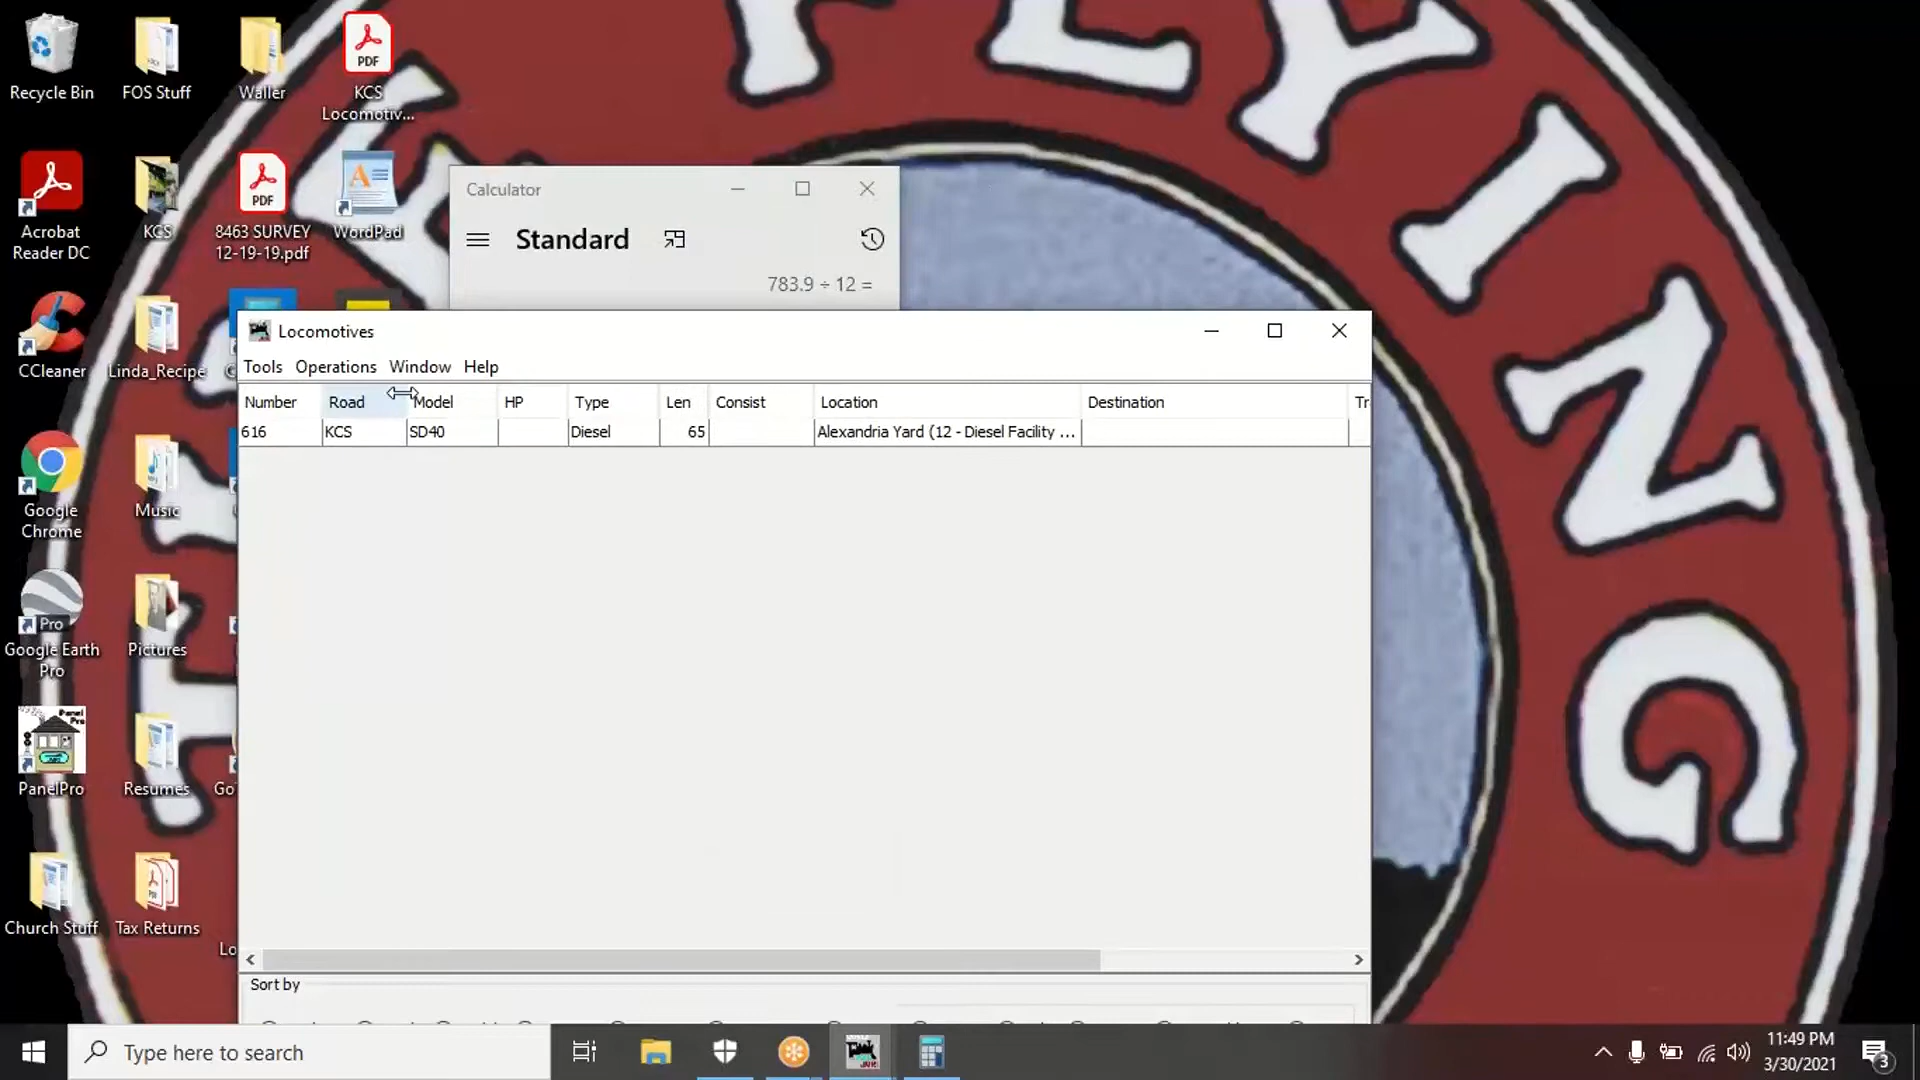 Recycle Bin
FOS Stuff
Waller
PDF
KCS
Locomotiv...
Acrobat
Reader DC
KCS
PDF
8463 SURVEY
12-19-19.pdf
WordPad
CCleaner
Linda_Recipe
Google
Chrome
Music
Pro
Google Earth
Pro
Pictures
Panel
Pro
PanelPro
Resumes
Go
Church Stuff
Tax Returns
Lo
FLYING
Calculator
Standard
783.9 ÷ 12 =
Locomotives
Tools Operations Window Help
Number Road Model HP Type Len Consist Location Destination Tr
616 KCS SD40 Diesel 65 Alexandria Yard (12 - Diesel Facility ...
Sort by
Type here to search
11:49 PM
3/30/2021
3